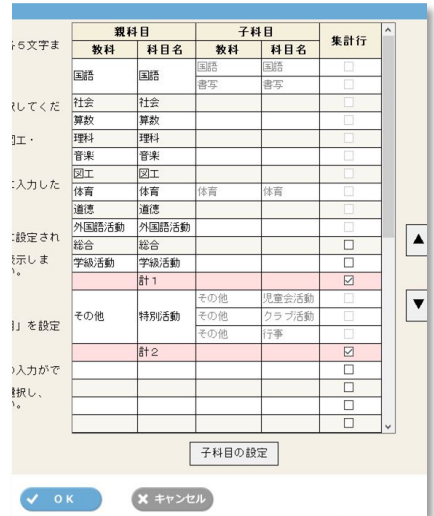 親科目 子科目 集計行
教科 科目名 教科 科目名
国語 国語 国語 国語
書写 書写
社会 社会
算数 算数
理科 理科
音楽 音楽
図工 図工
体育 体育 体育 体育
道徳 道徳
外国語活動 外国語活動
総合 総合
学級活動 学級活動
計1
その他 特別活動 その他 児童会活動
その他 クラブ活動
その他 行事
計2
５文字ま
してくだ
工・
こ入力した
設定され
示しま
。
」を設定
入力がで
択し、
。
▲
▼
子科目の設定
OK
キャンセル